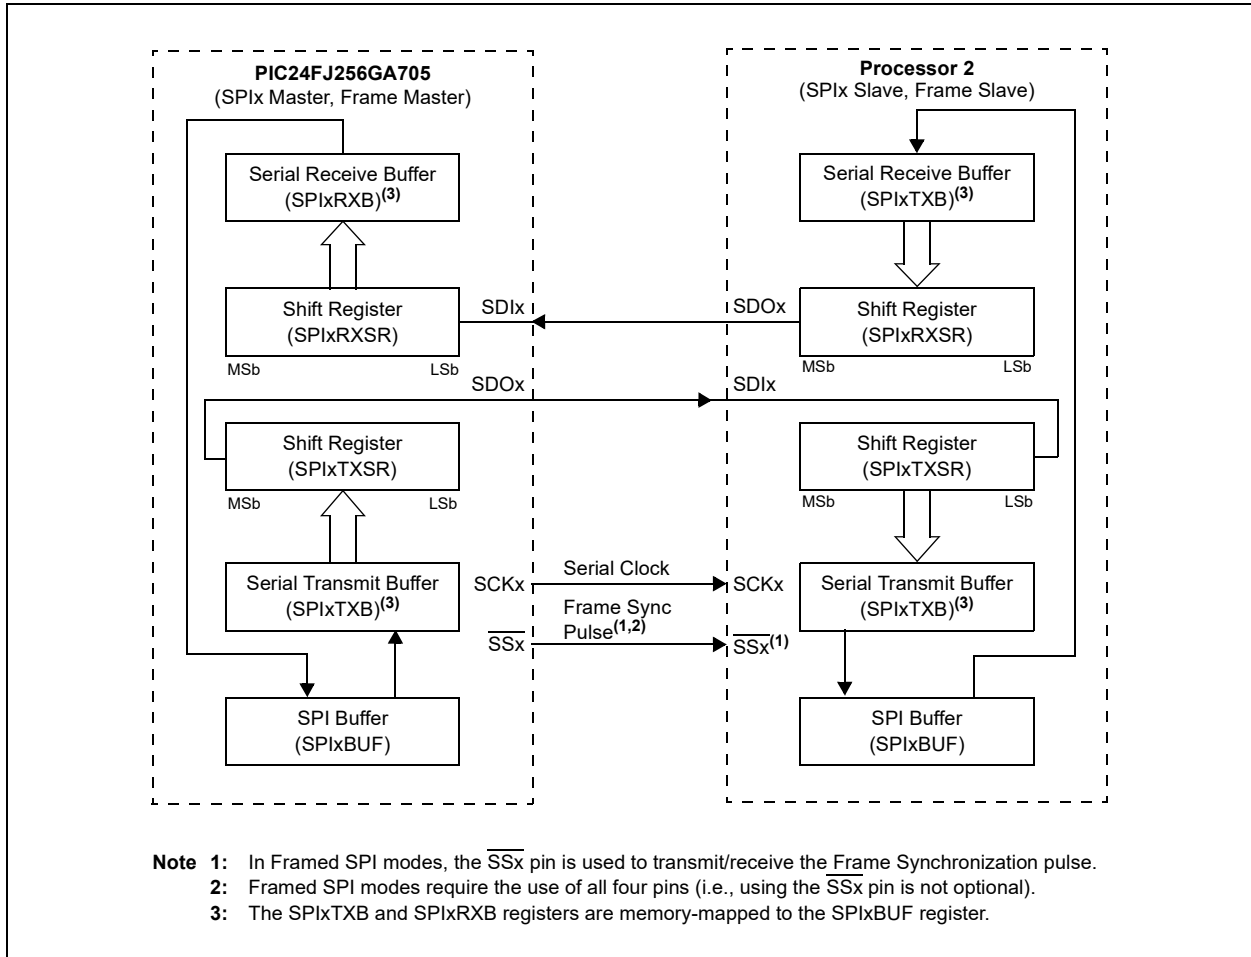 PIC24FJ256GA705
(SPIx Master, Frame Master)
Serial Receive Buffer
(SPIxRXB)(3)
Shift Register
(SPIxRXSR)
MSb
LSb
SDIx
SDOx
Shift Register
(SPIxTXSR)
MSb
LSb
Serial Transmit Buffer
(SPIxTXB)(3)
SCKx
SSx
SPI Buffer
(SPIxBUF)
Serial Clock
Frame Sync
Pulse(1,2)
Processor 2
(SPIx Slave, Frame Slave)
Serial Receive Buffer
(SPIxTXB)(3)
SDOx
Shift Register
(SPIxRXSR)
MSb
LSb
SDIx
Shift Register
(SPIxTXSR)
MSb
LSb
SCKx
Serial Transmit Buffer
(SPIxTXB)(3)
SSx(1)
SPI Buffer
(SPIxBUF)
Note 1: In Framed SPI modes, the SSx pin is used to transmit/receive the Frame Synchronization pulse.
2: Framed SPI modes require the use of all four pins (i.e., using the SSx pin is not optional).
3: The SPIxTXB and SPIxRXB registers are memory-mapped to the SPIxBUF register.